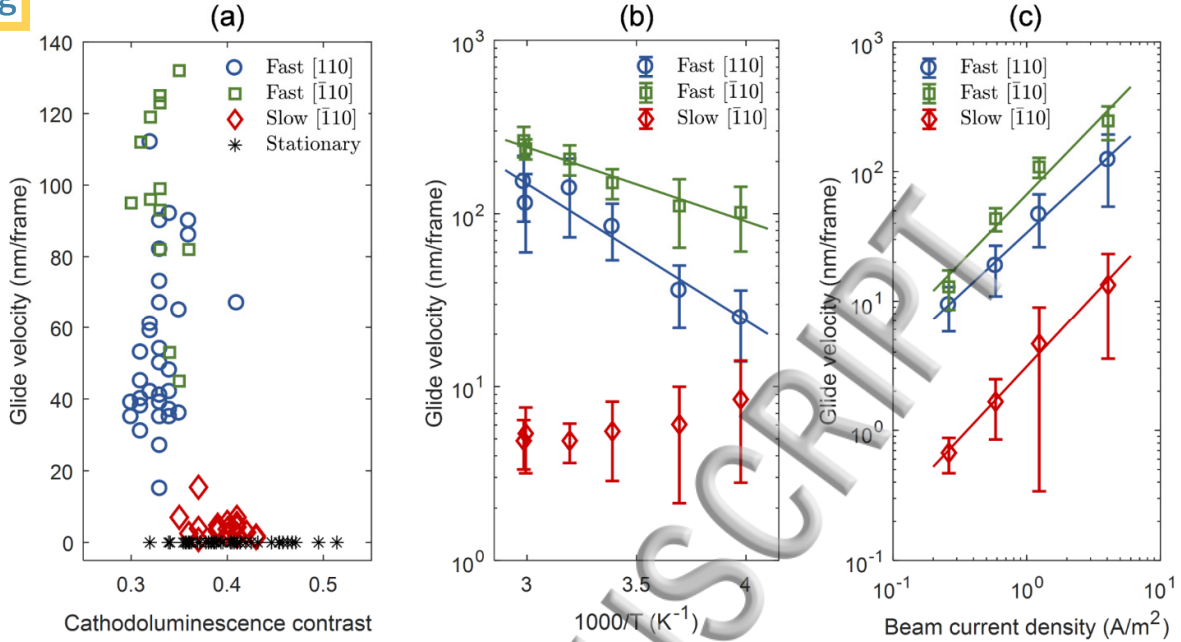 g
(a)
140
120
100
80
60
40
20
0
Glide velocity (nm/frame)
0.3
0.4
0.5
Cathodoluminescence contrast
Fast [110]
Fast [1̄10]
Slow [1̄10]
Stationary
(b)
10³
10²
10¹
10⁰
Glide velocity (nm/frame)
3
3.5
4
1000/T (K⁻¹)
Fast [110]
Fast [1̄10]
Slow [1̄10]
(c)
10³
10²
10¹
10⁰
10⁻¹
Glide velocity (nm/frame)
10⁻¹
10⁰
10¹
Beam current density (A/m²)
Fast [110]
Fast [1̄10]
Slow [1̄10]
USCRIPT